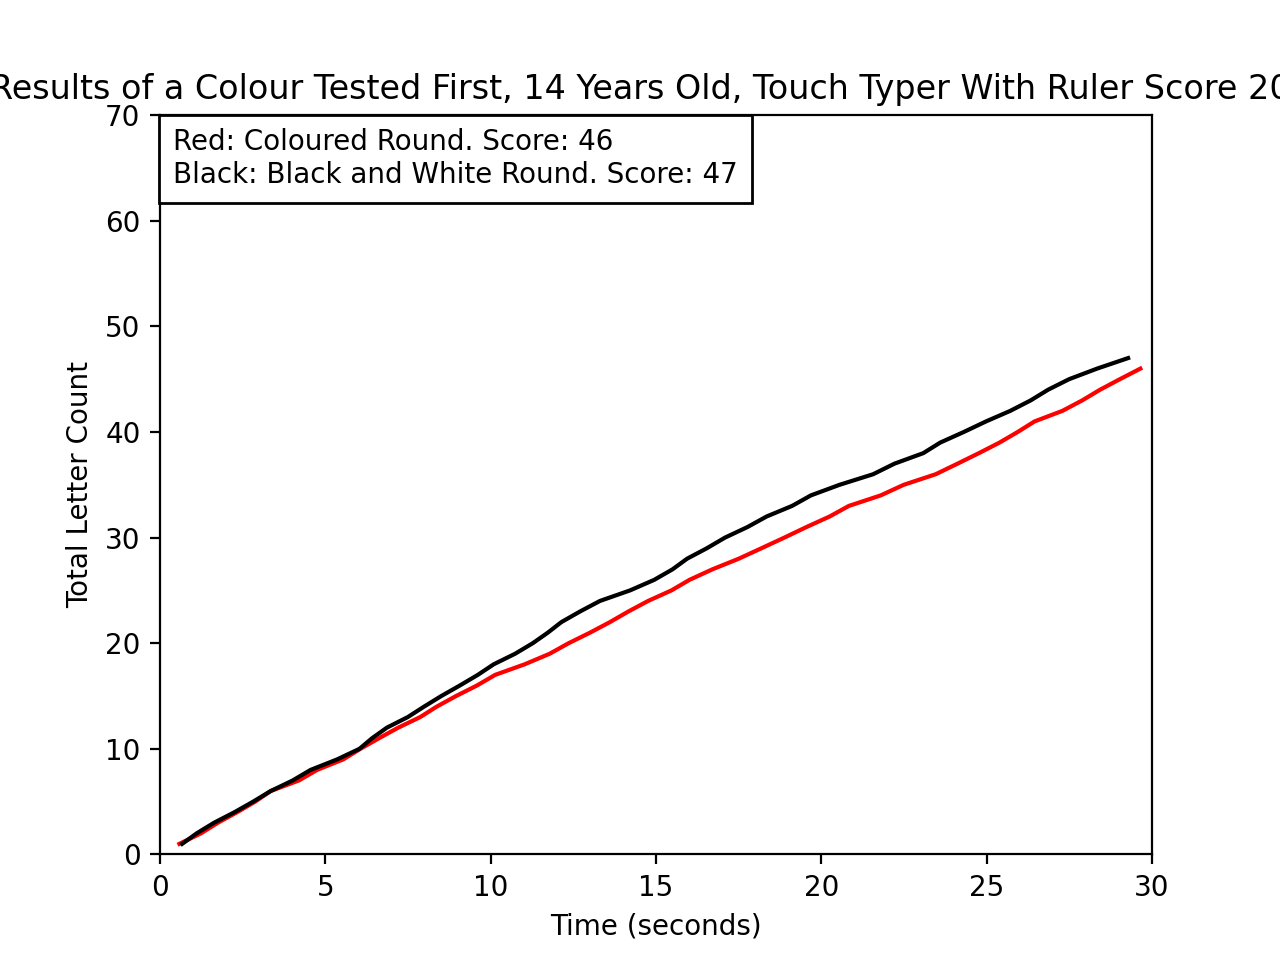 Results of a Colour Tested First, 14 Years Old, Touch Typer With Ruler Score 20
Red: Coloured Round. Score: 46
Black: Black and White Round. Score: 47
70
60
50
40
30
20
10
0
Total Letter Count
0 5 10 15 20 25 30
Time (seconds)